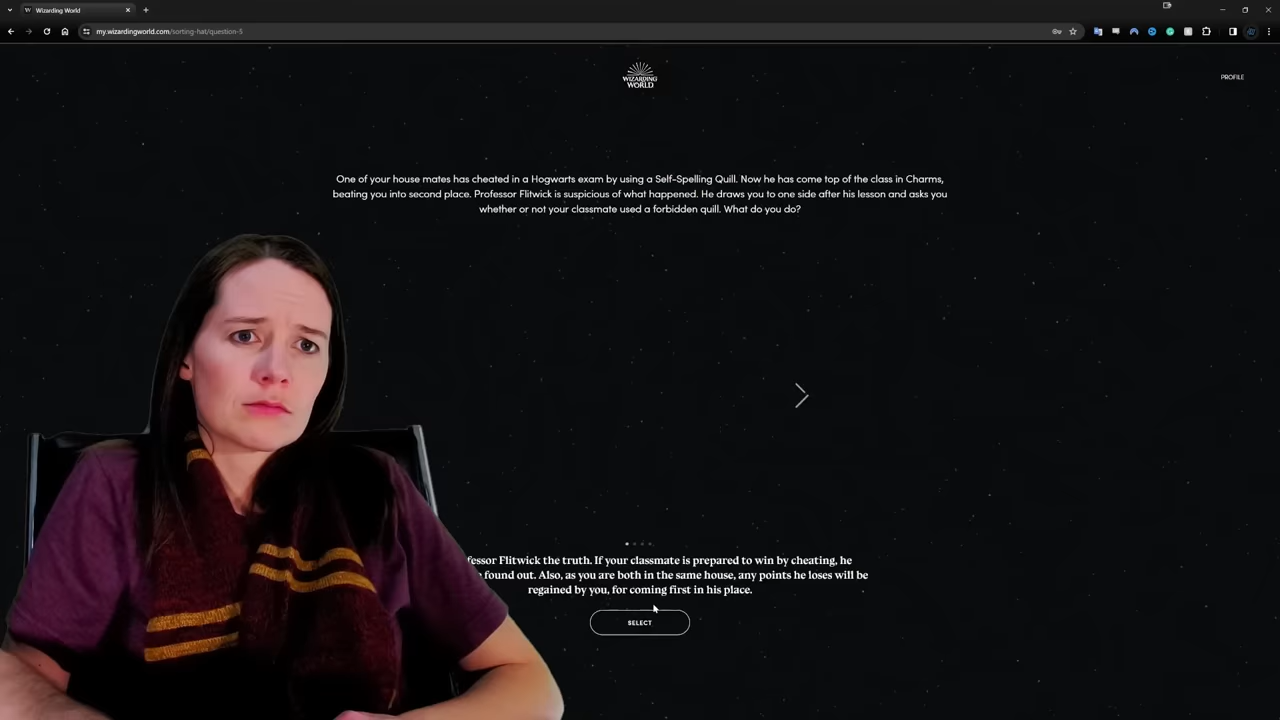 Wizarding World
my.wizardingworld.com/sorting-hat/question-5
WIZARDING
WORLD
PROFILE
One of your house mates has cheated in a Hogwarts exam by using a Self-Spelling Quill. Now he has come top of the class in Charms,
beating you into second place. Professor Flitwick is suspicious of what happened. He draws you to one side after his lesson and asks you
whether or not your classmate used a forbidden quill. What do you do?
Flitwick the truth. If your classmate is prepared to win by cheating, he
found out. Also, as you are both in the same house, any points he loses will be
regained by you, for coming first in his place.
SELECT